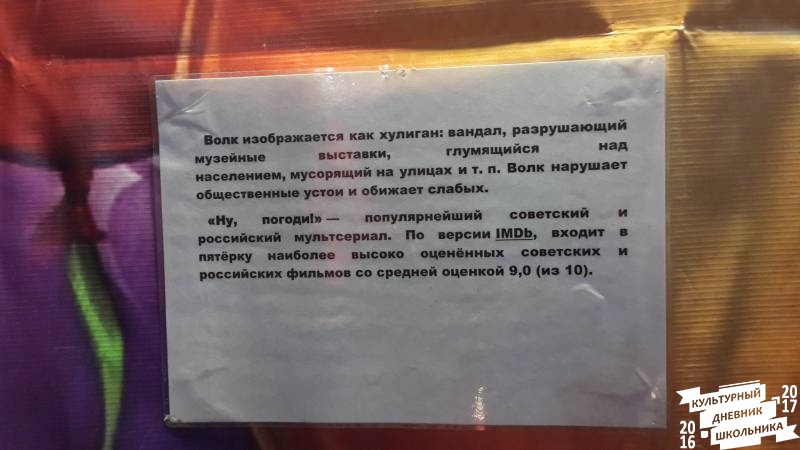 Волк изображается как хулиган: вандал, разрушающий
музейные выставки, глумящийся над
населением, мусорящий на улицах и т. п. Волк нарушает
общественные устои и обижает слабых.
«Ну, погоди!» — популярнейший советский и
российский мультсериал. По версии IMDb, входит в
пятёрку наиболее высоко оценённых советских и
российских фильмов со средней оценкой 9,0 (из 10).
КУЛЬТУРНЫЙ
ДНЕВНИК
ШКОЛЬНИКА
2016
2017